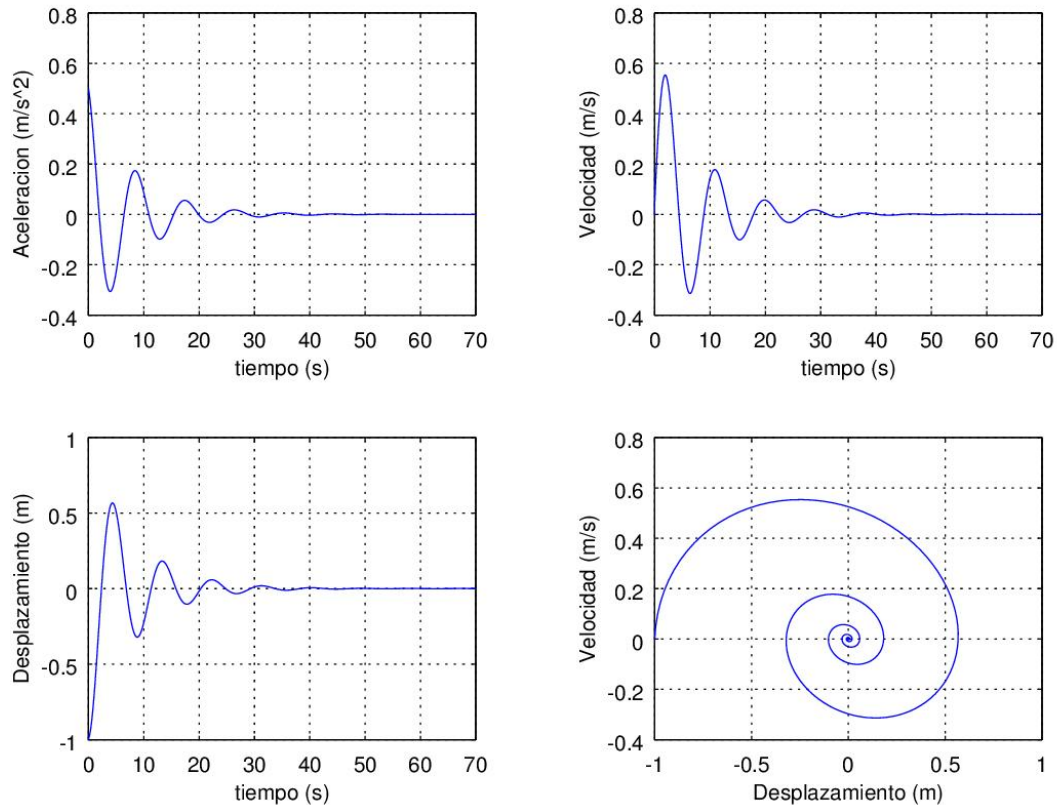 0.8
0.6
0.4
0.2
0
-0.2
-0.4
Aceleracion (m/s^2)
0 10 20 30 40 50 60 70
tiempo (s)
0.8
0.6
0.4
0.2
0
-0.2
-0.4
Velocidad (m/s)
0 10 20 30 40 50 60 70
tiempo (s)
1
0.5
0
-0.5
-1
Desplazamiento (m)
0 10 20 30 40 50 60 70
tiempo (s)
0.8
0.6
0.4
0.2
0
-0.2
-0.4
Velocidad (m/s)
-1 -0.5 0 0.5 1
Desplazamiento (m)